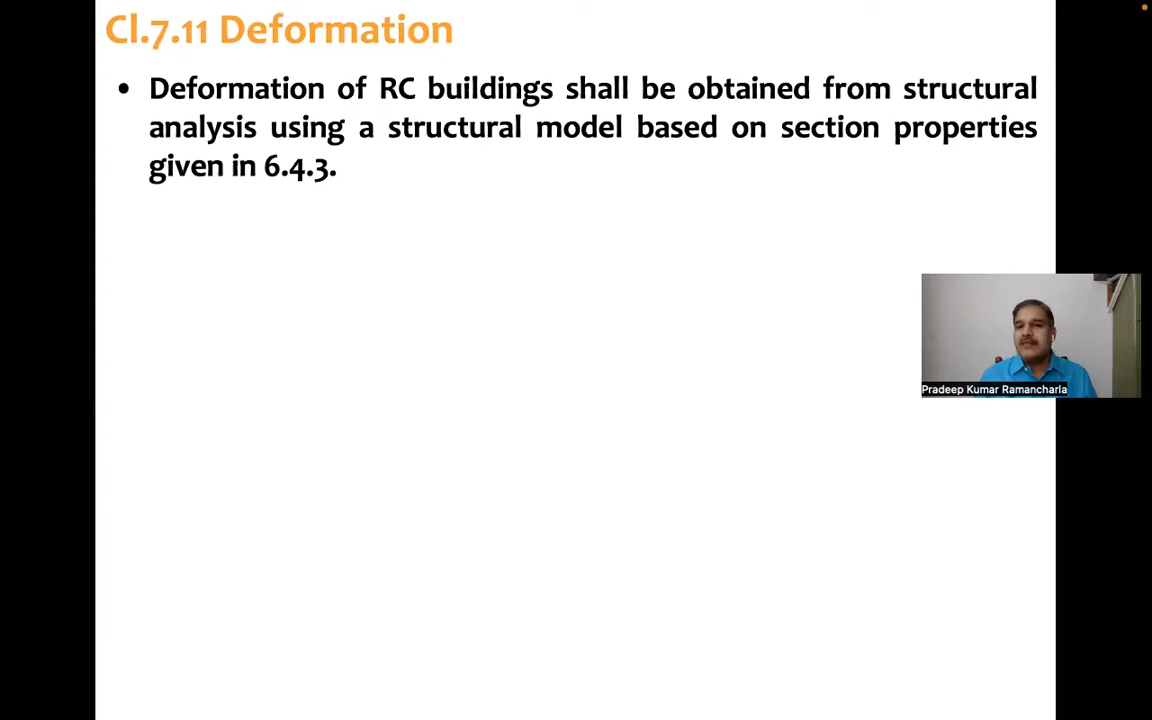 Cl.7.11 Deformation
• Deformation of RC buildings shall be obtained from structural
analysis using a structural model based on section properties
given in 6.4.3.
Pradeep Kumar Ramancharla